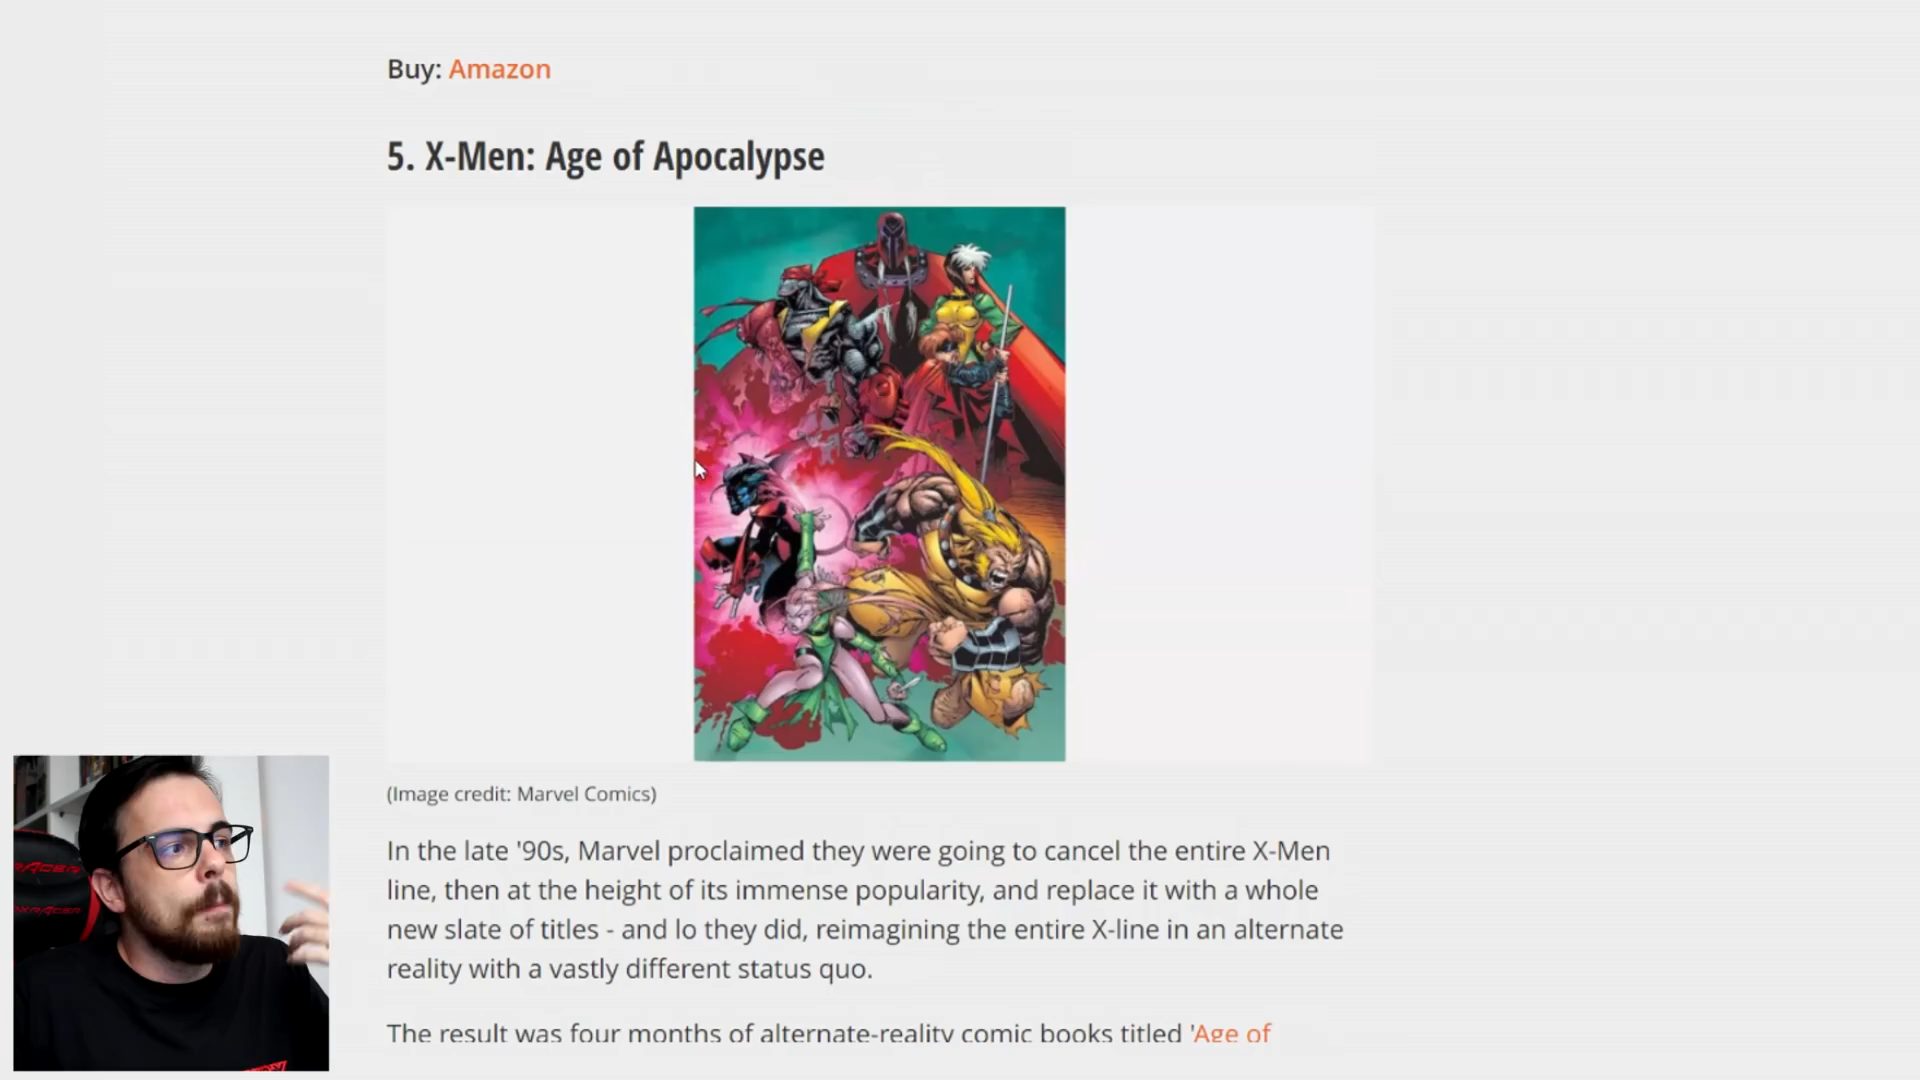 Buy: Amazon
5. X-Men: Age of Apocalypse
(Image credit: Marvel Comics)
In the late '90s, Marvel proclaimed they were going to cancel the entire X-Men
line, then at the height of its immense popularity, and replace it with a whole
new slate of titles - and lo they did, reimagining the entire X-line in an alternate
reality with a vastly different status quo.
The result was four months of alternate-reality comic books titled 'Age of